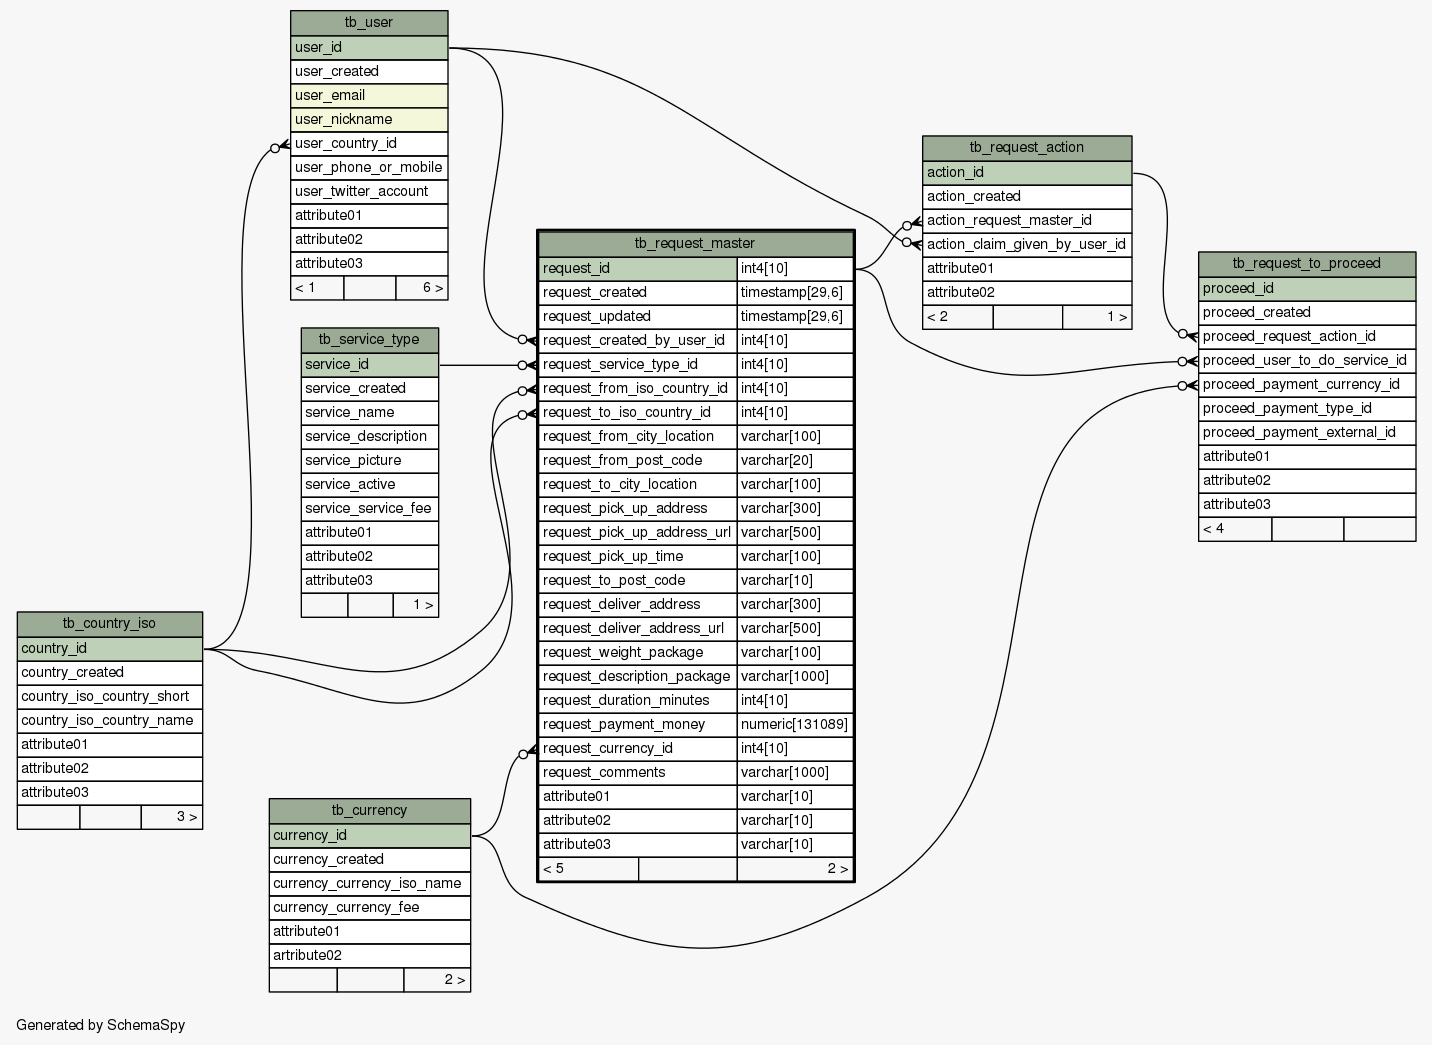 tb_user
user_id
user_created
user_email
user_nickname
user_country_id
user_phone_or_mobile
user_twitter_account
attribute01
attribute02
attribute03
< 1 6 >
tb_service_type
service_id
service_created
service_name
service_description
service_picture
service_active
service_service_fee
attribute01
attribute02
attribute03
1 >
tb_country_iso
country_id
country_created
country_iso_country_short
country_iso_country_name
attribute01
attribute02
attribute03
3 >
tb_currency
currency_id
currency_created
currency_currency_iso_name
currency_currency_fee
attribute01
artribute02
2 >
tb_request_master
request_id int4[10]
request_created timestamp[29,6]
request_updated timestamp[29,6]
request_created_by_user_id int4[10]
request_service_type_id int4[10]
request_from_iso_country_id int4[10]
request_to_iso_country_id int4[10]
request_from_city_location varchar[100]
request_from_post_code varchar[20]
request_to_city_location varchar[100]
request_pick_up_address varchar[300]
request_pick_up_address_url varchar[500]
request_pick_up_time varchar[100]
request_to_post_code varchar[10]
request_deliver_address varchar[300]
request_deliver_address_url varchar[500]
request_weight_package varchar[100]
request_description_package varchar[1000]
request_duration_minutes int4[10]
request_payment_money numeric[131089]
request_currency_id int4[10]
request_comments varchar[1000]
attribute01 varchar[10]
attribute02 varchar[10]
attribute03 varchar[10]
< 5 2 >
tb_request_action
action_id
action_created
action_request_master_id
action_claim_given_by_user_id
attribute01
attribute02
< 2 1 >
tb_request_to_proceed
proceed_id
proceed_created
proceed_request_action_id
proceed_user_to_do_service_id
proceed_payment_currency_id
proceed_payment_type_id
proceed_payment_external_id
attribute01
attribute02
attribute03
< 4
Generated by SchemaSpy